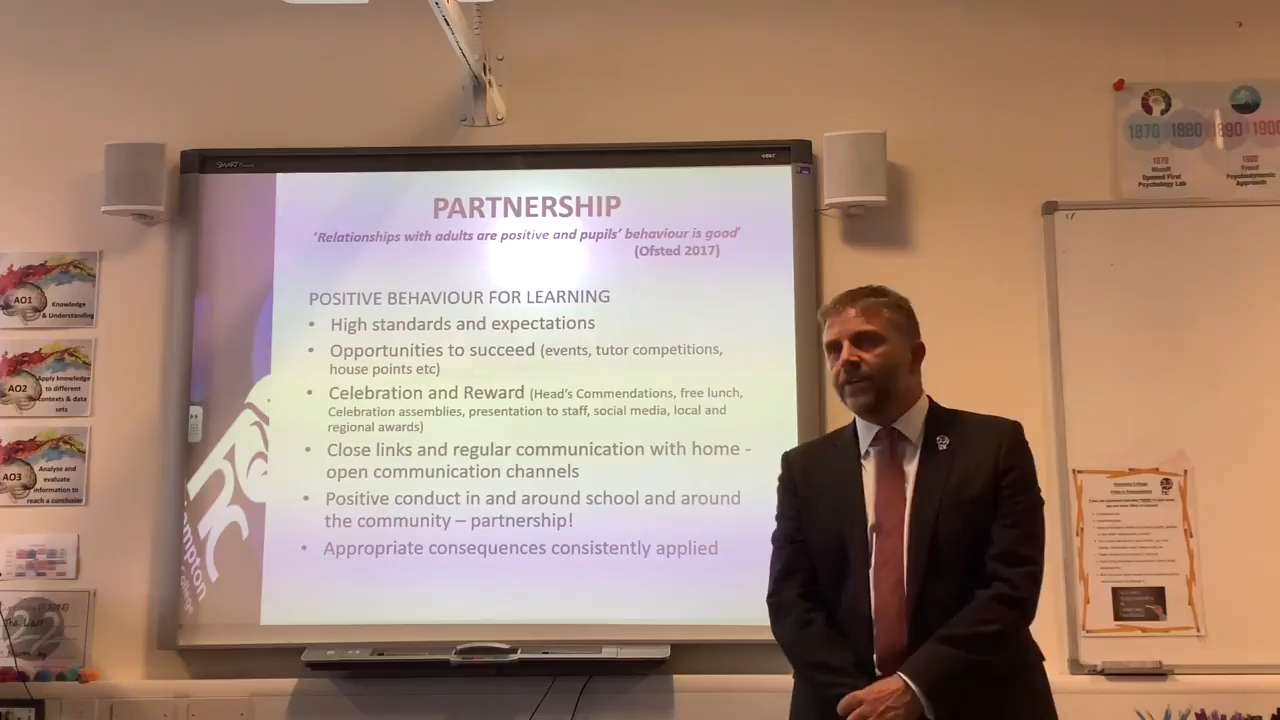 SMART
PARTNERSHIP
‘Relationships with adults are positive and pupils’ behaviour is good’
(Ofsted 2017)
POSITIVE BEHAVIOUR FOR LEARNING
• High standards and expectations
• Opportunities to succeed (events, tutor competitions,
house points etc)
• Celebration and Reward (Head’s Commendations, free lunch,
Celebration assemblies, presentation to staff, social media, local and
regional awards)
• Close links and regular communication with home -
open communication channels
• Positive conduct in and around school and around
the community – partnership!
• Appropriate consequences consistently applied
ampton
AO1
Knowledge
& Understanding
AO2
Apply knowledge
to different
contexts & data
sets
AO3
Analyse and
evaluate
information to
reach a conclusion
1870 1880 1890 1900
1879
Opened First
Psychology Lab
1900
Freud
Psychodynamic
Approach